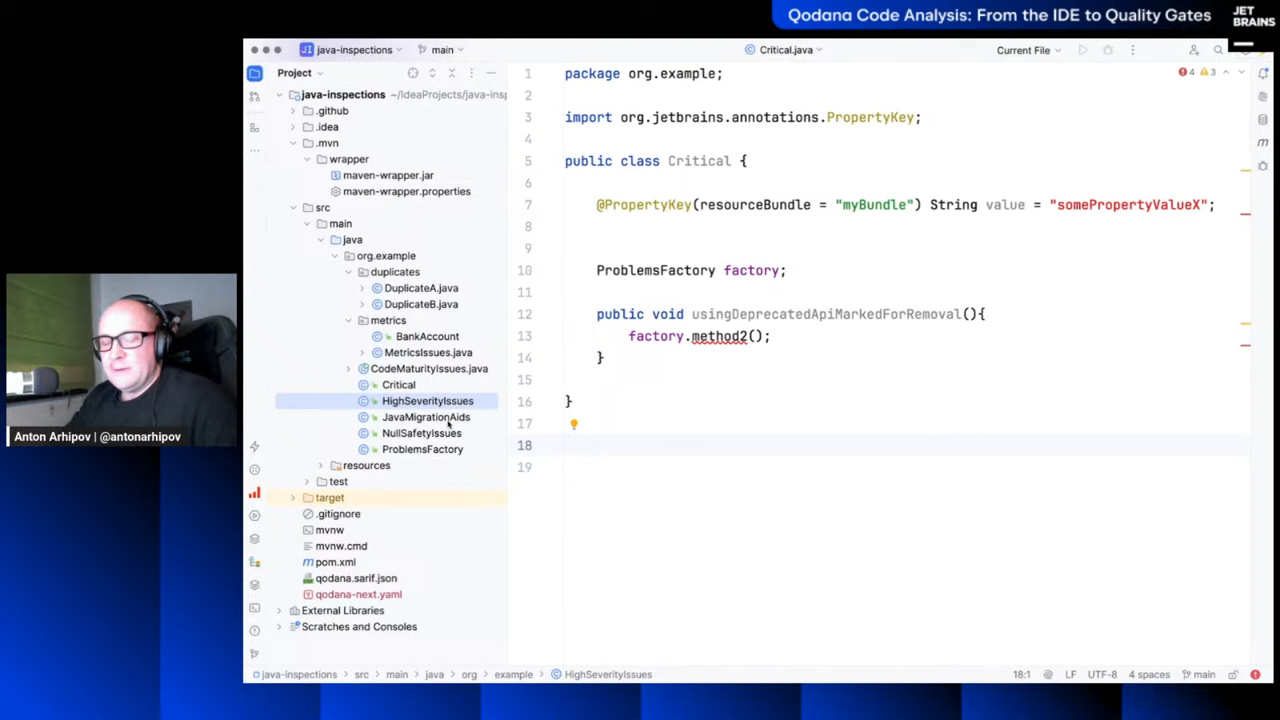 Qodana Code Analysis: From the IDE to Quality Gates
JET
BRAINS
JI java-inspections
main
Critical.java
Current File
Project
java-inspections ~/IdeaProjects/java-insp
.github
.idea
.mvn
wrapper
maven-wrapper.jar
maven-wrapper.properties
src
main
java
org.example
duplicates
DuplicateA.java
DuplicateB.java
metrics
BankAccount
MetricsIssues.java
CodeMaturityIssues.java
Critical
HighSeverityIssues
JavaMigrationAids
NullSafetyIssues
ProblemsFactory
resources
test
target
.gitignore
mvnw
mvnw.cmd
pom.xml
qodana.sarif.json
qodana-next.yaml
External Libraries
Scratches and Consoles
4 3
1 package org.example;
2
3 import org.jetbrains.annotations.PropertyKey;
4
5 public class Critical {
6
7 @PropertyKey(resourceBundle = "myBundle") String value = "somePropertyValueX";
8
9
10 ProblemsFactory factory;
11
12 public void usingDeprecatedApiMarkedForRemoval(){
13 factory.method2();
14 }
15
16 }
17
18
19
Anton Arhipov | @antonarhipov
java-inspections > src > main > java > org > example > HighSeverityIssues
18:1 LF UTF-8 4 spaces main